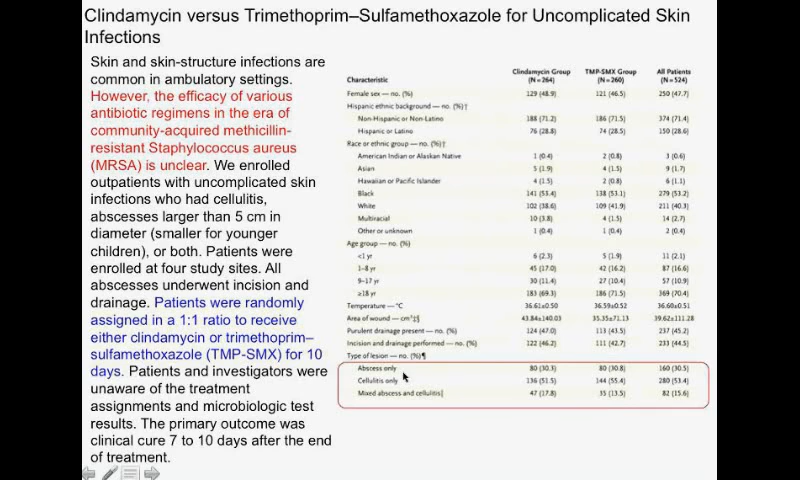 Clindamycin versus Trimethoprim–Sulfamethoxazole for Uncomplicated Skin
Infections
Skin and skin-structure infections are
common in ambulatory settings.
However, the efficacy of various
antibiotic regimens in the era of
community-acquired methicillin-
resistant Staphylococcus aureus
(MRSA) is unclear. We enrolled
outpatients with uncomplicated skin
infections who had cellulitis,
abscesses larger than 5 cm in
diameter (smaller for younger
children), or both. Patients were
enrolled at four study sites. All
abscesses underwent incision and
drainage. Patients were randomly
assigned in a 1:1 ratio to receive
either clindamycin or trimethoprim–
sulfamethoxazole (TMP-SMX) for 10
days. Patients and investigators were
unaware of the treatment
assignments and microbiologic test
results. The primary outcome was
clinical cure 7 to 10 days after the end
of treatment.
Characteristic Clindamycin Group (N=264) TMP-SMX Group (N=260) All Patients (N=524)
Female sex — no. (%) 129 (48.9) 121 (46.5) 250 (47.7)
Hispanic ethnic background — no. (%)†
Non-Hispanic or Non-Latino 188 (71.2) 186 (71.5) 374 (71.4)
Hispanic or Latino 76 (28.8) 74 (28.5) 150 (28.6)
Race or ethnic group — no. (%)†
American Indian or Alaskan Native 1 (0.4) 2 (0.8) 3 (0.6)
Asian 5 (1.9) 4 (1.5) 9 (1.7)
Hawaiian or Pacific Islander 4 (1.5) 2 (0.8) 6 (1.1)
Black 141 (53.4) 138 (53.1) 279 (53.2)
White 102 (38.6) 109 (41.9) 211 (40.3)
Multiracial 10 (3.8) 4 (1.5) 14 (2.7)
Other or unknown 1 (0.4) 1 (0.4) 2 (0.4)
Age group — no. (%)
<1 yr 6 (2.3) 5 (1.9) 11 (2.1)
1–8 yr 45 (17.0) 42 (16.2) 87 (16.6)
9–17 yr 30 (11.4) 27 (10.4) 57 (10.9)
≥18 yr 183 (69.3) 186 (71.5) 369 (70.4)
Temperature — °C 36.61±0.50 36.59±0.52 36.60±0.51
Area of wound — cm²‡§ 43.84±140.03 35.35±71.13 39.62±111.28
Purulent drainage present — no. (%) 124 (47.0) 113 (43.5) 237 (45.2)
Incision and drainage performed — no. (%) 122 (46.2) 111 (42.7) 233 (44.5)
Type of lesion — no. (%)¶
Abscess only 80 (30.3) 80 (30.8) 160 (30.5)
Cellulitis only 136 (51.5) 144 (55.4) 280 (53.4)
Mixed abscess and cellulitis‖ 47 (17.8) 35 (13.5) 82 (15.6)